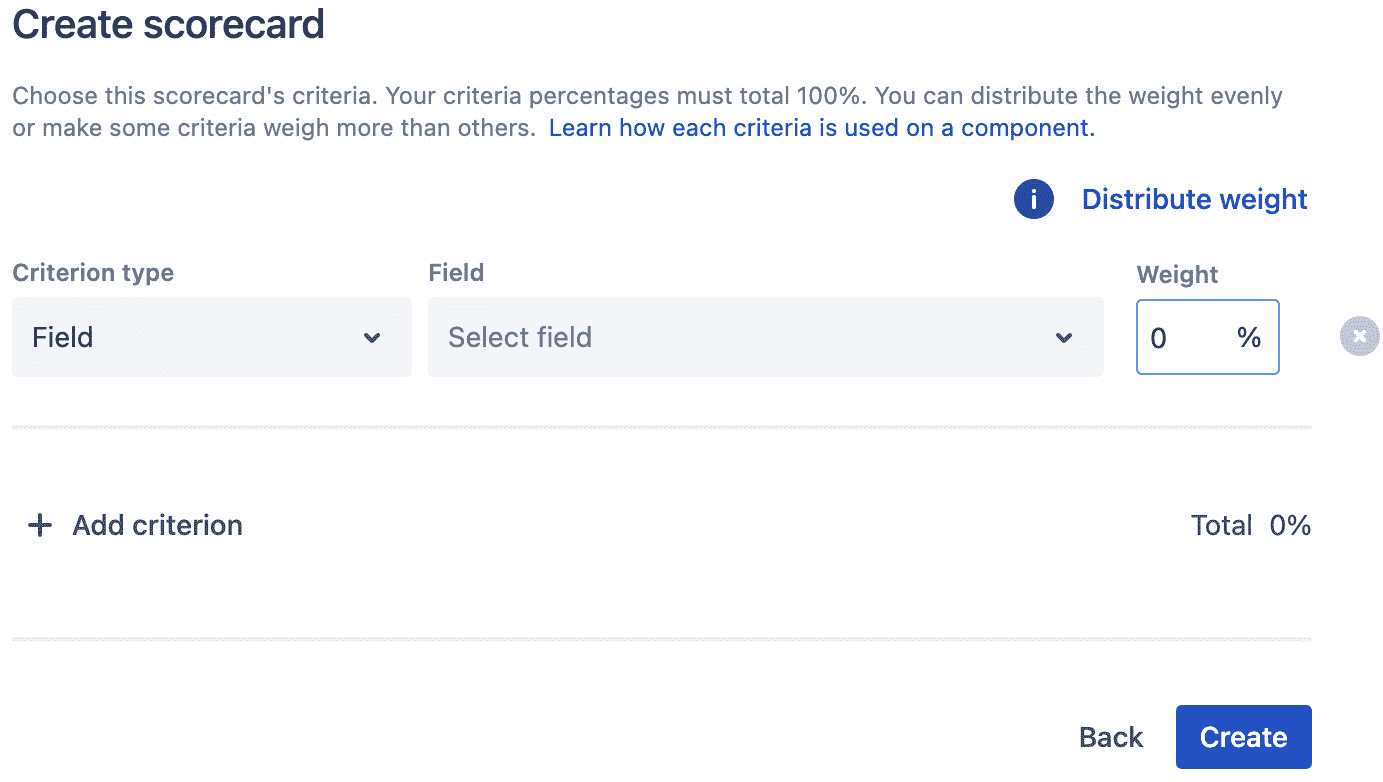 Create scorecard
Choose this scorecard's criteria. Your criteria percentages must total 100%. You can distribute the weight evenly
or make some criteria weigh more than others. Learn how each criteria is used on a component.
i Distribute weight
Criterion type Field Weight
Field Select field 0 %
+ Add criterion Total 0%
Back Create